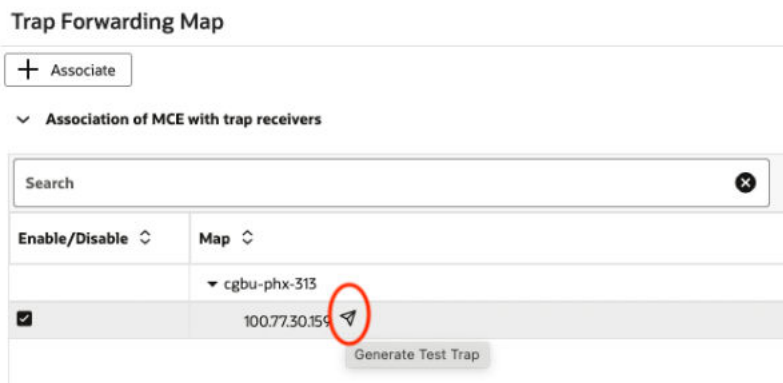 Trap Forwarding Map
Associate
Association of MCE with trap receivers
Search
Enable/Disable Map
cgbu-phx-313
100.77.30.159
Generate Test Trap